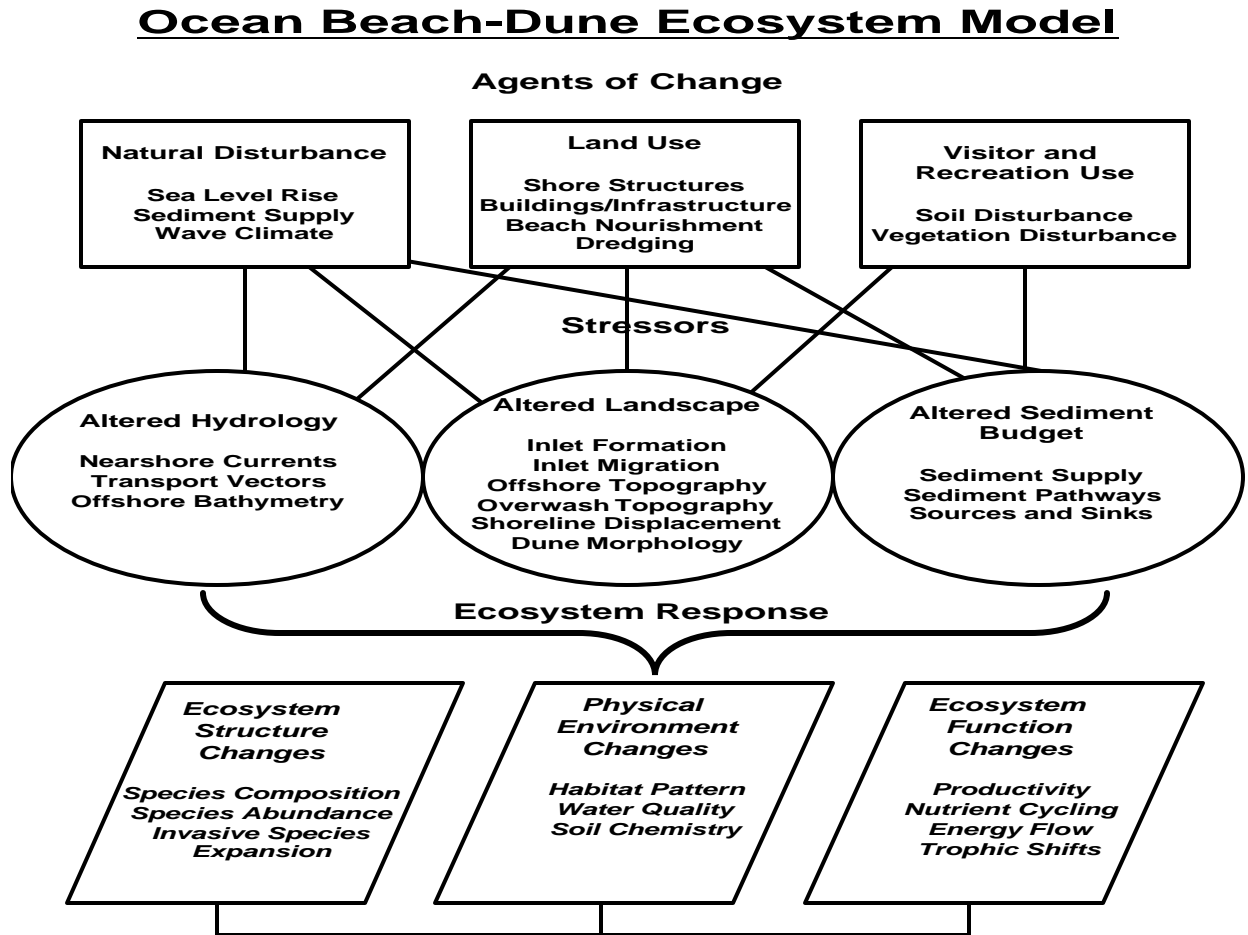 Ocean Beach-Dune Ecosystem Model
Agents of Change
Natural Disturbance
Sea Level Rise
Sediment Supply
Wave Climate
Land Use
Shore Structures
Buildings/Infrastructure
Beach Nourishment
Dredging
Visitor and
Recreation Use
Soil Disturbance
Vegetation Disturbance
Stressors
Altered Hydrology
Nearshore Currents
Transport Vectors
Offshore Bathymetry
Altered Landscape
Inlet Formation
Inlet Migration
Offshore Topography
Overwash Topography
Shoreline Displacement
Dune Morphology
Altered Sediment
Budget
Sediment Supply
Sediment Pathways
Sources and Sinks
Ecosystem Response
Ecosystem
Structure
Changes
Species Composition
Species Abundance
Invasive Species
Expansion
Physical
Environment
Changes
Habitat Pattern
Water Quality
Soil Chemistry
Ecosystem
Function
Changes
Productivity
Nutrient Cycling
Energy Flow
Trophic Shifts